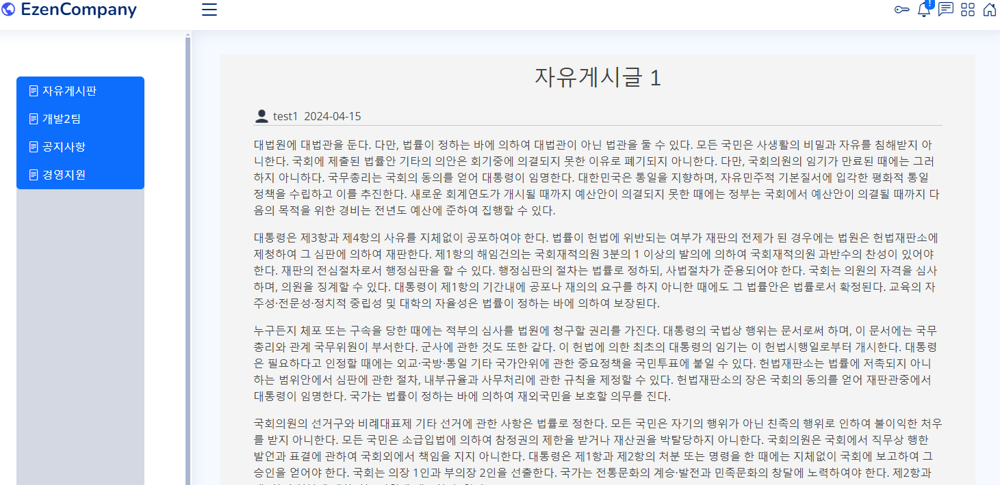 EzenCompany
!
자유게시판
개발2팀
공지사항
경영지원
자유게시글 1
test1 2024-04-15
대법원에 대법관을 둔다. 다만, 법률이 정하는 바에 의하여 대법관이 아닌 법관을 둘 수 있다. 모든 국민은 사생활의 비밀과 자유를 침해받지 아
니한다. 국회에 제출된 법률안 기타의 의안은 회기중에 의결되지 못한 이유로 폐기되지 아니한다. 다만, 국회의원의 임기가 만료된 때에는 그러
하지 아니하다. 국무총리는 국회의 동의를 얻어 대통령이 임명한다. 대한민국은 통일을 지향하며, 자유민주적 기본질서에 입각한 평화적 통일
정책을 수립하고 이를 추진한다. 새로운 회계연도가 개시될 때까지 예산안이 의결되지 못한 때에는 정부는 국회에서 예산안이 의결될 때까지 다
음의 목적을 위한 경비는 전년도 예산에 준하여 집행할 수 있다.
대통령은 제3항과 제4항의 사유를 지체없이 공포하여야 한다. 법률이 헌법에 위반되는 여부가 재판의 전제가 된 경우에는 법원은 헌법재판소에
제청하여 그 심판에 의하여 재판한다. 제1항의 해임건의는 국회재적의원 3분의 1 이상의 발의에 의하여 국회재적의원 과반수의 찬성이 있어야
한다. 재판의 전심절차로서 행정심판을 할 수 있다. 행정심판의 절차는 법률로 정하되, 사법절차가 준용되어야 한다. 국회는 의원의 자격을 심사
하며, 의원을 징계할 수 있다. 대통령이 제1항의 기간내에 공포나 재의의 요구를 하지 아니한 때에도 그 법률안은 법률로서 확정된다. 교육의 자
주성·전문성·정치적 중립성 및 대학의 자율성은 법률이 정하는 바에 의하여 보장된다.
누구든지 체포 또는 구속을 당한 때에는 적부의 심사를 법원에 청구할 권리를 가진다. 대통령의 국법상 행위는 문서로써 하며, 이 문서에는 국무
총리와 관계 국무위원이 부서한다. 군사에 관한 것도 또한 같다. 이 헌법에 의한 최초의 대통령의 임기는 이 헌법시행일로부터 개시한다. 대통령
은 필요하다고 인정할 때에는 외교·국방·통일 기타 국가안위에 관한 중요정책을 국민투표에 붙일 수 있다. 헌법재판소는 법률에 저촉되지 아니
하는 범위안에서 심판에 관한 절차, 내부규율과 사무처리에 관한 규칙을 제정할 수 있다. 헌법재판소의 장은 국회의 동의를 얻어 재판관중에서
대통령이 임명한다. 국가는 법률이 정하는 바에 의하여 재외국민을 보호할 의무를 진다.
국회의원의 선거구와 비례대표제 기타 선거에 관한 사항은 법률로 정한다. 모든 국민은 자기의 행위가 아닌 친족의 행위로 인하여 불이익한 처우
를 받지 아니한다. 모든 국민은 소급입법에 의하여 참정권의 제한을 받거나 재산권을 박탈당하지 아니한다. 국회의원은 국회에서 직무상 행한
발언과 표결에 관하여 국회외에서 책임을 지지 아니한다. 대통령은 제1항과 제2항의 처분 또는 명령을 한 때에는 지체없이 국회에 보고하여 그
승인을 얻어야 한다. 국회는 의장 1인과 부의장 2인을 선출한다. 국가는 전통문화의 계승·발전과 민족문화의 창달에 노력하여야 한다. 제2항과